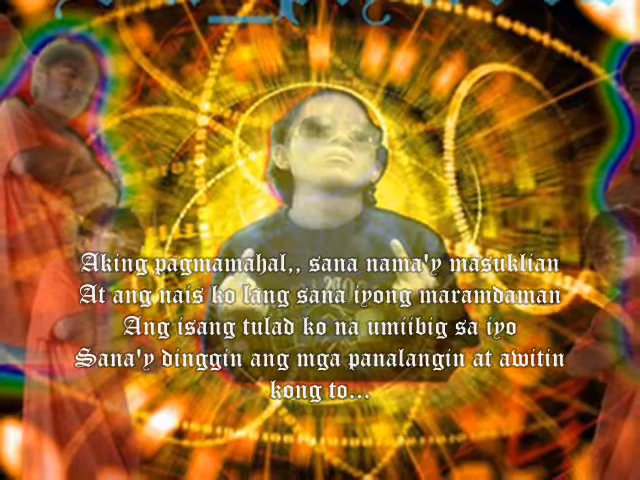 Aking pagmamahal,, sana nama'y masuklian
At ang nais ko lang sana iyong maramdaman
Ang isang tulad ko na umiibig sa iyo
Sana'y dinggin ang mga panalangin at awitin
kong to...